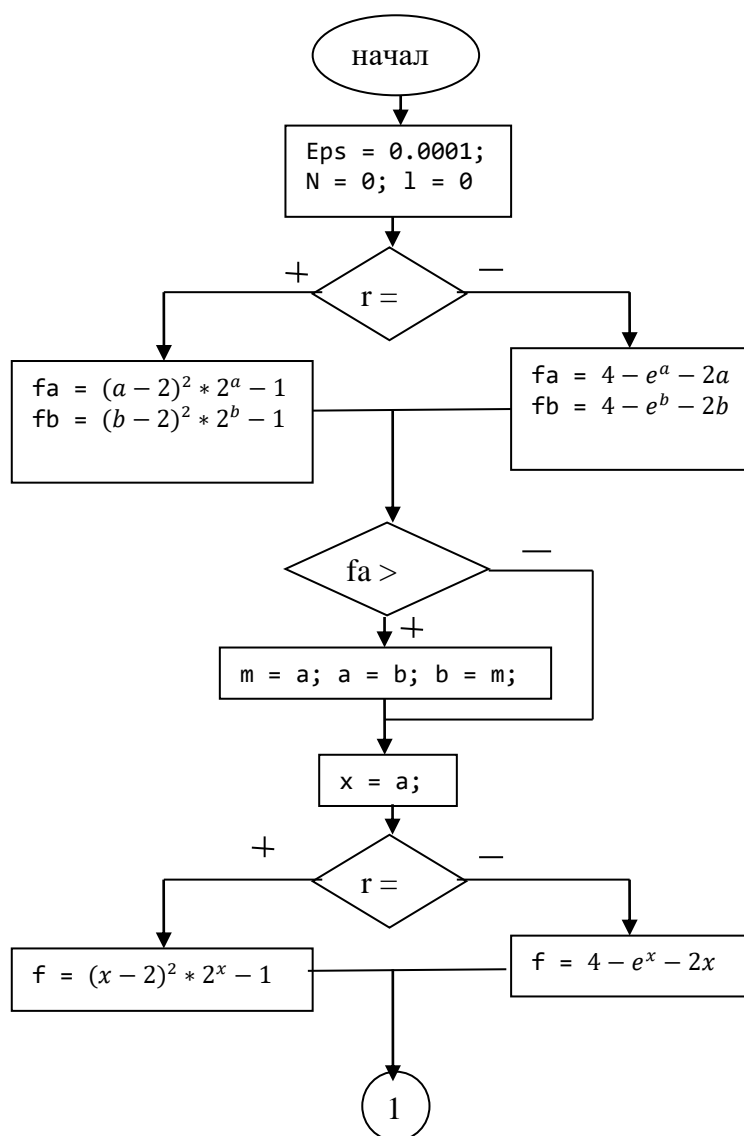 начал
Eps = 0.0001;
N = 0; l = 0
+
—
r =
fa = (a − 2)² * 2ᵃ − 1
fb = (b − 2)² * 2ᵇ − 1
fa = 4 − eᵃ − 2a
fb = 4 − eᵇ − 2b
fa >
—
+
m = a; a = b; b = m;
x = a;
+
—
r =
f = (x − 2)² * 2ˣ − 1
f = 4 − eˣ − 2x
1